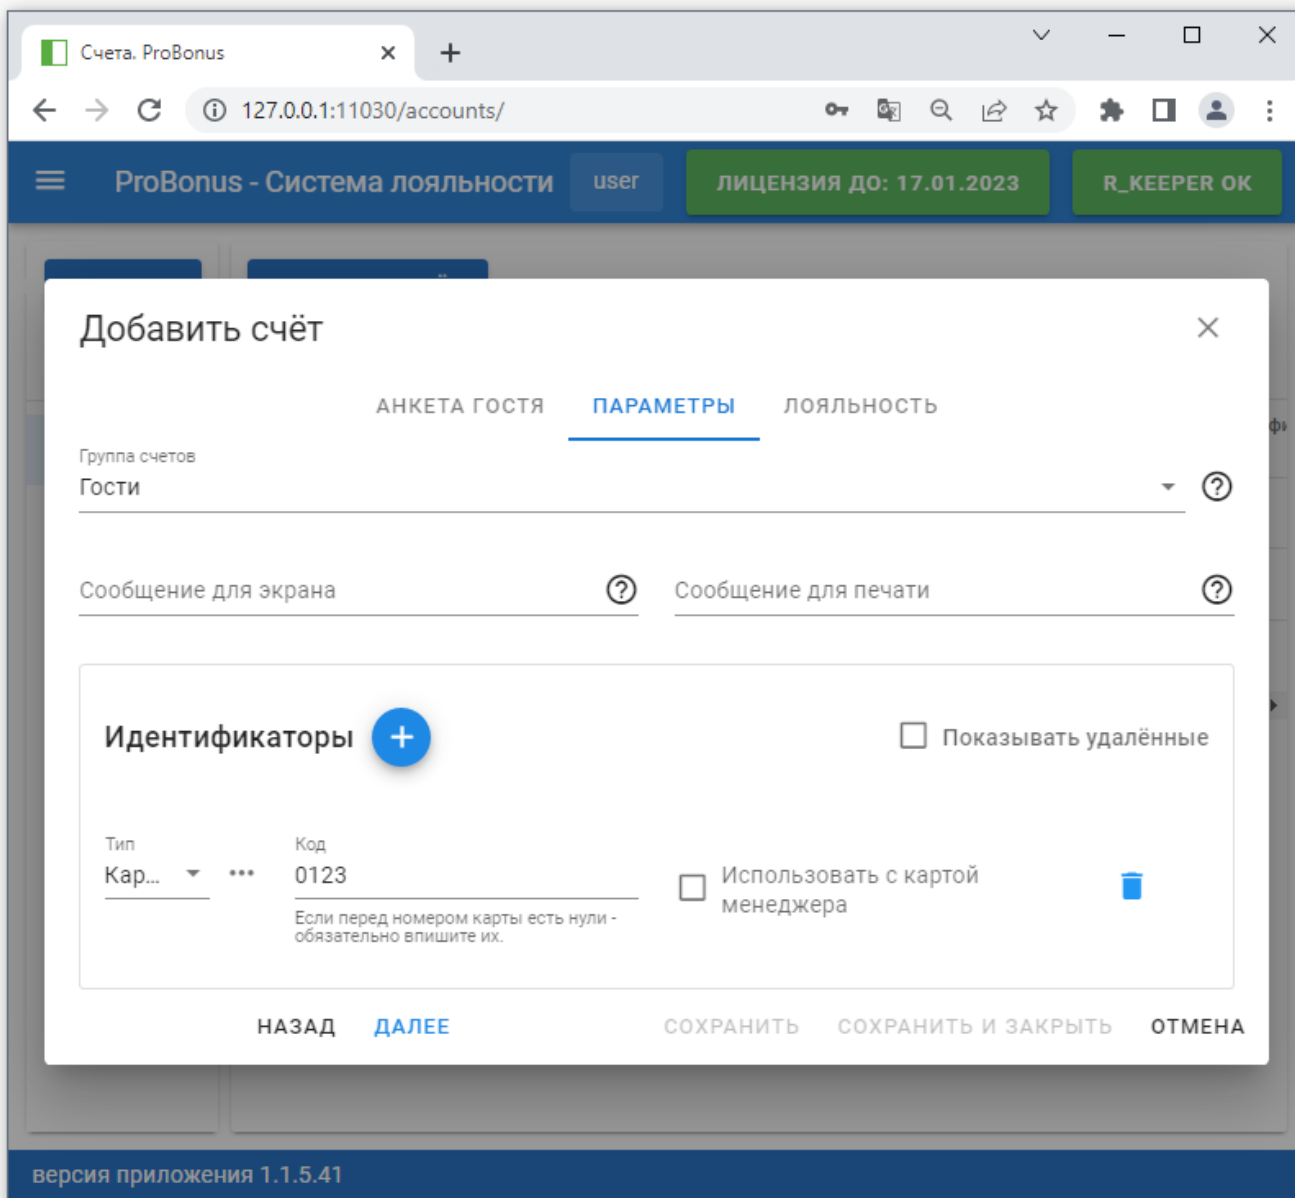 Счета. ProBonus
127.0.0.1:11030/accounts/
ProBonus - Система лояльности user ЛИЦЕНЗИЯ ДО: 17.01.2023 R_KEEPER OK
Добавить счёт
АНКЕТА ГОСТЯ ПАРАМЕТРЫ ЛОЯЛЬНОСТЬ
Группа счетов
Гости
Сообщение для экрана Сообщение для печати
Идентификаторы Показывать удалённые
Тип Код
Кар... 0123
Использовать с картой
менеджера
Если перед номером карты есть нули -
обязательно впишите их.
НАЗАД ДАЛЕЕ СОХРАНИТЬ СОХРАНИТЬ И ЗАКРЫТЬ ОТМЕНА
версия приложения 1.1.5.41